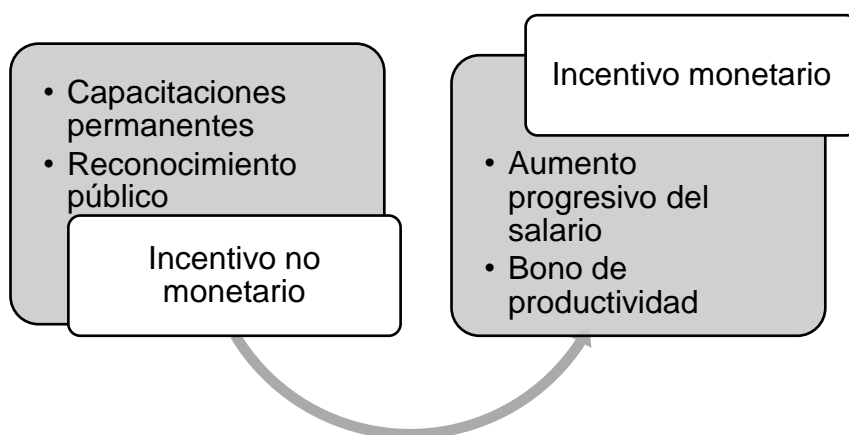 • Capacitaciones
permanentes
• Reconocimiento
público
Incentivo no
monetario
Incentivo monetario
• Aumento
progresivo del
salario
• Bono de
productividad